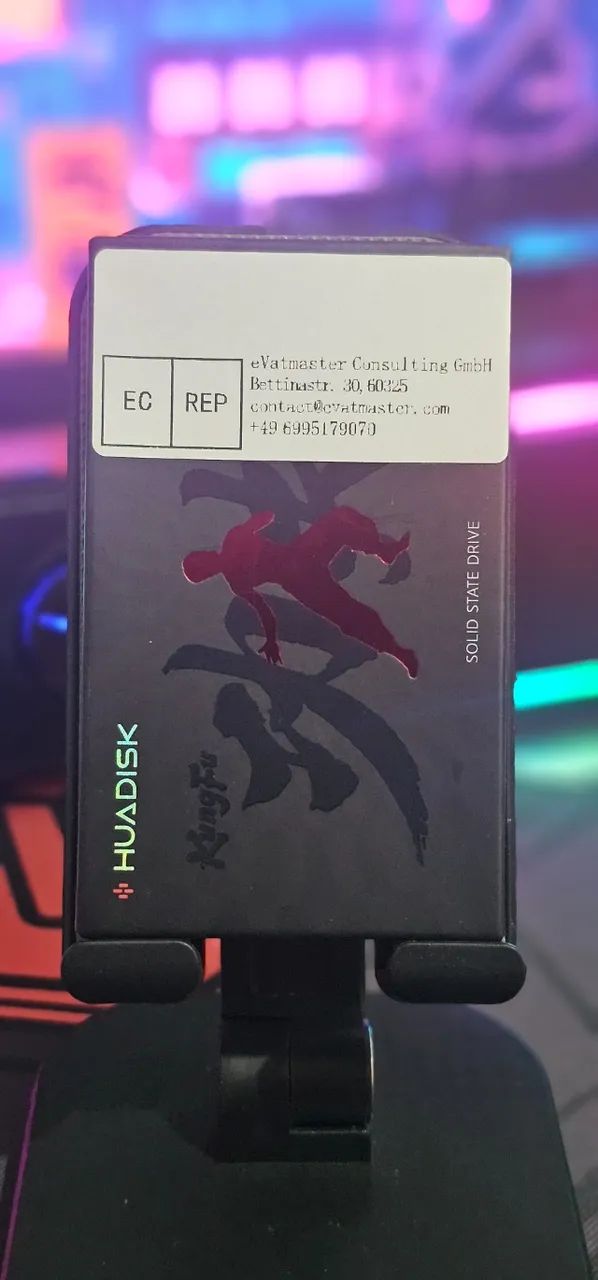 EC REP
eVatmaster Consulting GmbH
Bettinastr. 30, 60325
contact@evatmaster.com
+49 6995179070
HUADISK
KungFu
SOLID STATE DRIVE